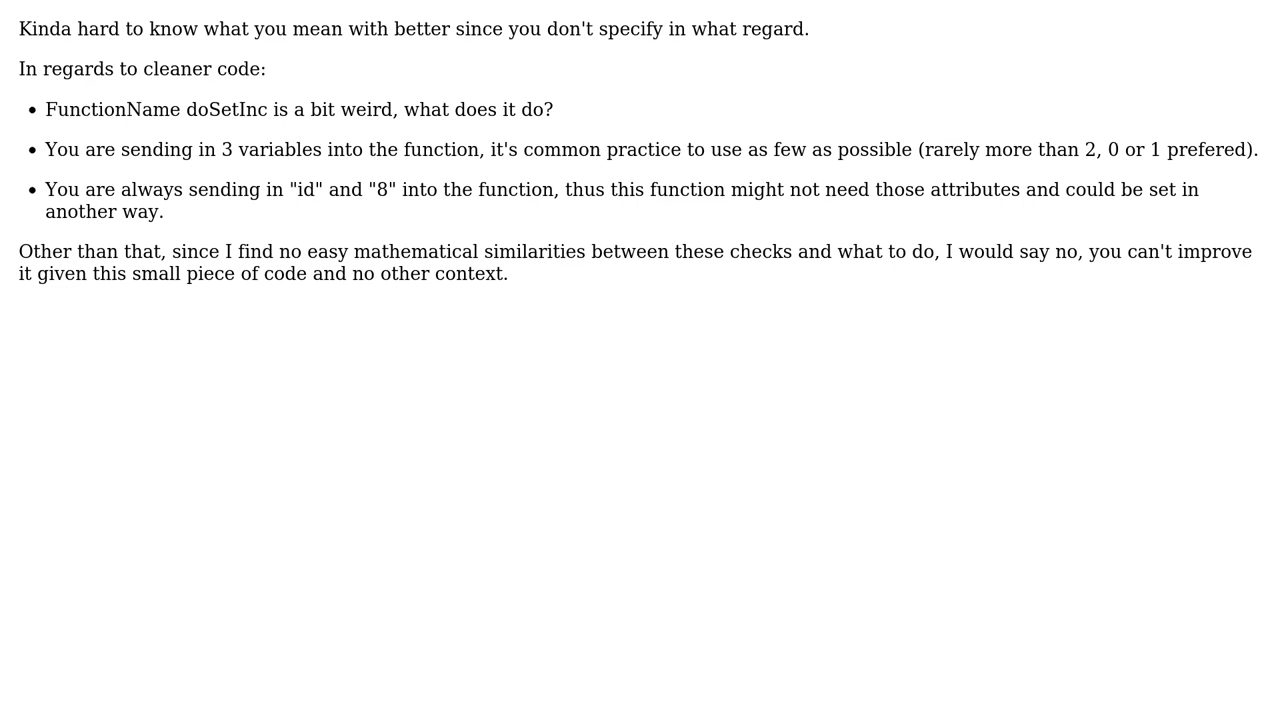 Kinda hard to know what you mean with better since you don't specify in what regard.
In regards to cleaner code:
• FunctionName doSetInc is a bit weird, what does it do?
• You are sending in 3 variables into the function, it's common practice to use as few as possible (rarely more than 2, 0 or 1 prefered).
• You are always sending in "id" and "8" into the function, thus this function might not need those attributes and could be set in
another way.
Other than that, since I find no easy mathematical similarities between these checks and what to do, I would say no, you can't improve
it given this small piece of code and no other context.